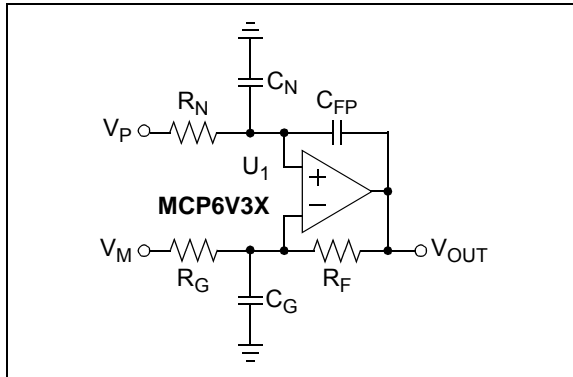 C_N
R_N
C_FP
V_P
U_1
+
MCP6V3X
−
V_M
V_OUT
R_G
R_F
C_G